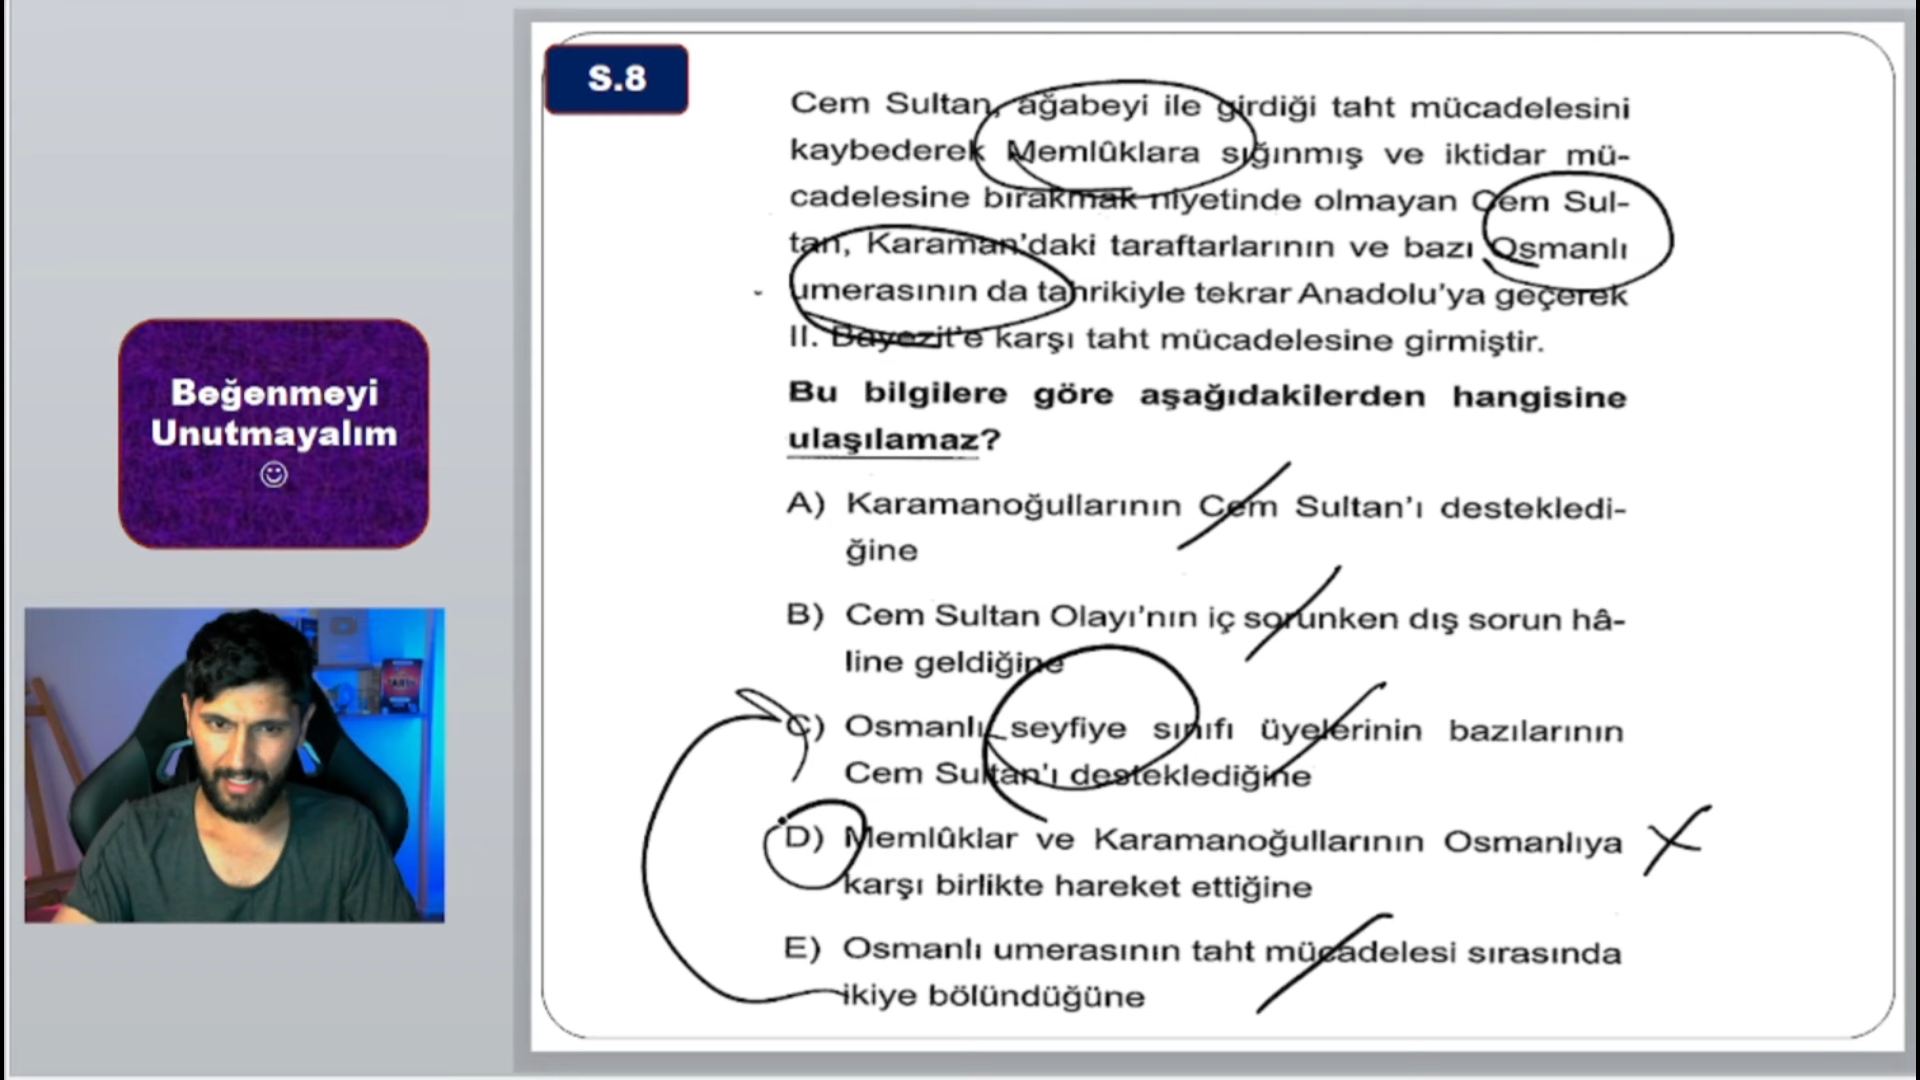 S.8
Cem Sultan, ağabeyi ile girdiği taht mücadelesini
kaybederek Memlûklara sığınmış ve iktidar mü-
cadelesine bırakmak niyetinde olmayan Cem Sul-
tan, Karaman'daki taraftarlarının ve bazı Osmanlı
umerasının da tahrikiyle tekrar Anadolu'ya geçerek
II. Bayezit'e karşı taht mücadelesine girmiştir.
Bu bilgilere göre aşağıdakilerden hangisine
ulaşılamaz?
A) Karamanoğullarının Cem Sultan'ı destekledi-
ğine
B) Cem Sultan Olayı'nın iç sorunken dış sorun hâ-
line geldiğine
C) Osmanlı seyfiye sınıfı üyelerinin bazılarının
Cem Sultan'ı desteklediğine
D) Memlûklar ve Karamanoğullarının Osmanlıya
karşı birlikte hareket ettiğine
E) Osmanlı umerasının taht mücadelesi sırasında
ikiye bölündüğüne
Beğenmeyi
Unutmayalım
☺